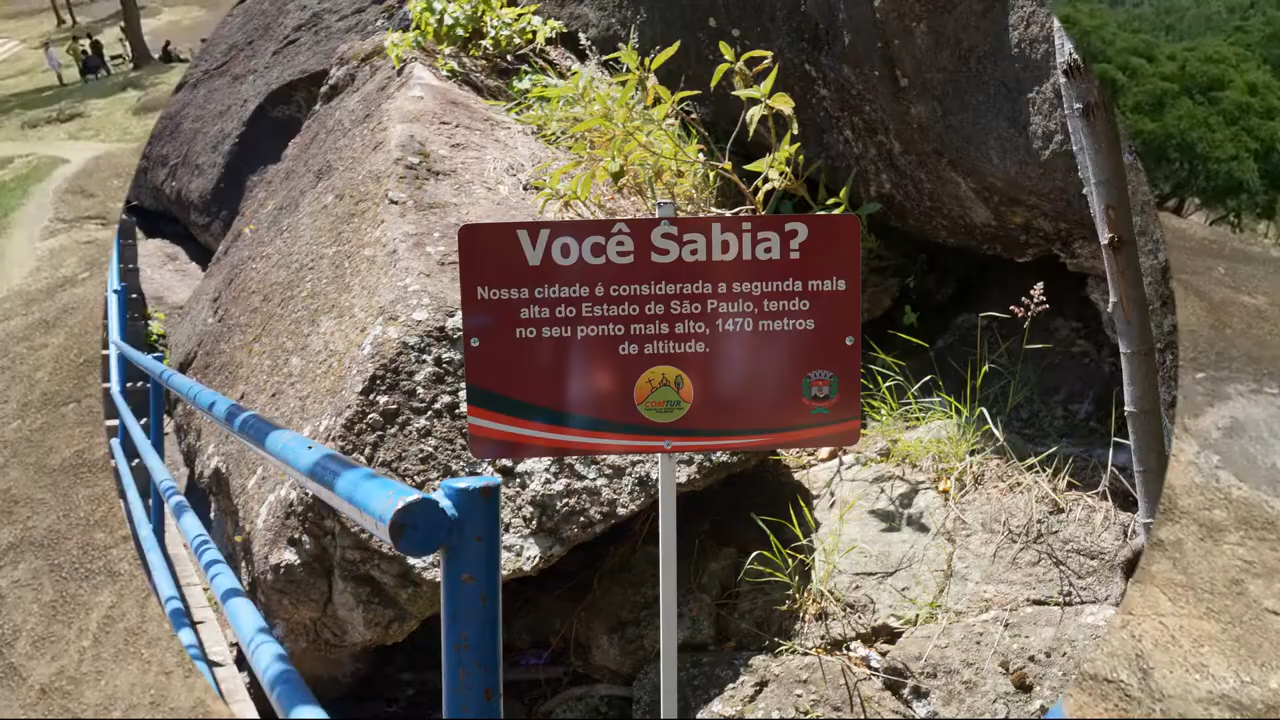 Você Sabia?
Nossa cidade é considerada a segunda mais
alta do Estado de São Paulo, tendo
no seu ponto mais alto, 1470 metros
de altitude.
COMTUR